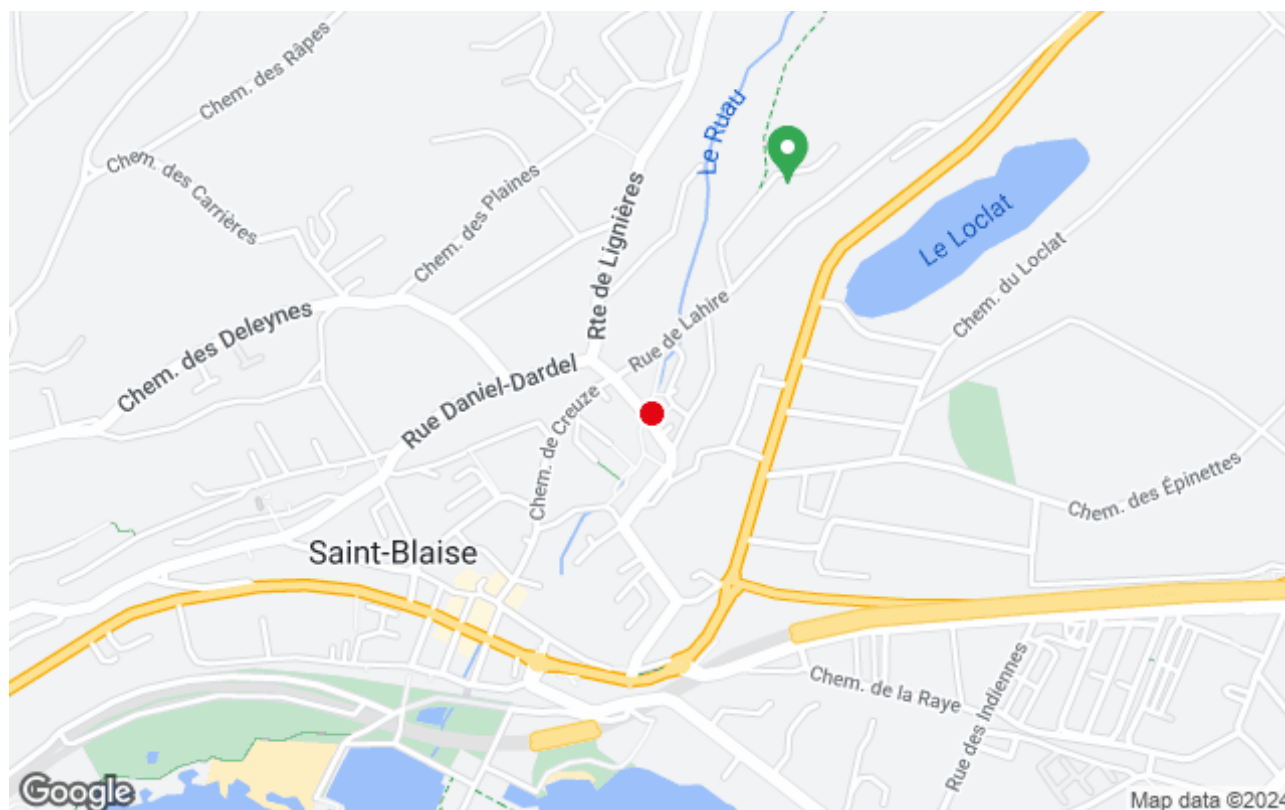 Chem. des Râpes
Le Ruau
Chem. des Carrières
Chem. des Plaines
Rte de Lignières
Le Loclat
Chem. du Loclat
Chem. des Deleynes
Rue de Lahire
Rue Daniel-Dardel
Chem. de Creuze
Chem. des Épinettes
Saint-Blaise
Chem. de la Raye
Rue des Indiennes
Google
Map data ©2024